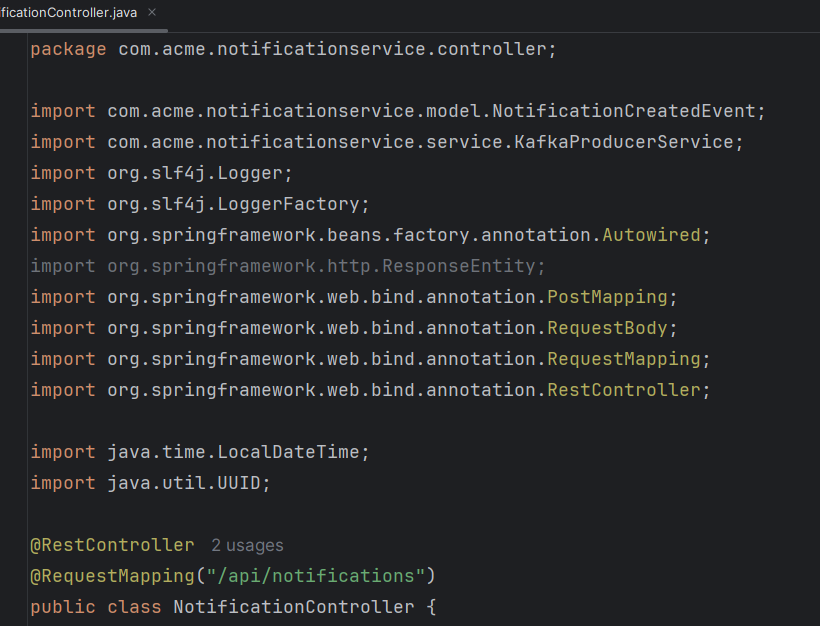 ificationController.java ×
package com.acme.notificationservice.controller;
import com.acme.notificationservice.model.NotificationCreatedEvent;
import com.acme.notificationservice.service.KafkaProducerService;
import org.slf4j.Logger;
import org.slf4j.LoggerFactory;
import org.springframework.beans.factory.annotation.Autowired;
import org.springframework.http.ResponseEntity;
import org.springframework.web.bind.annotation.PostMapping;
import org.springframework.web.bind.annotation.RequestBody;
import org.springframework.web.bind.annotation.RequestMapping;
import org.springframework.web.bind.annotation.RestController;
import java.time.LocalDateTime;
import java.util.UUID;
@RestController 2 usages
@RequestMapping("/api/notifications")
public class NotificationController {